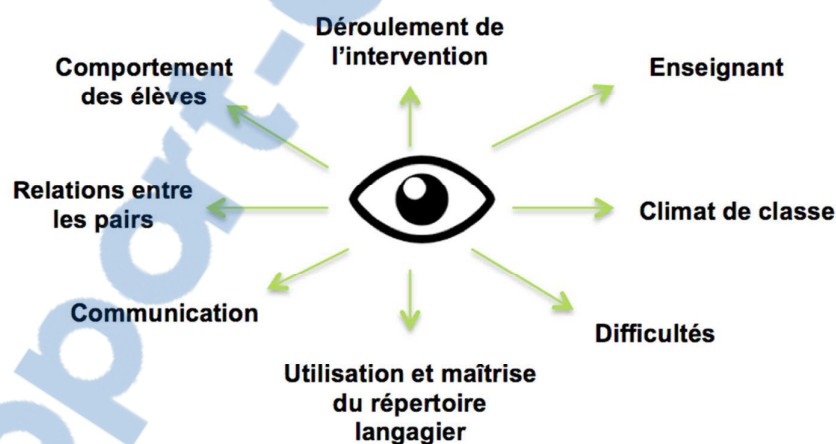 Déroulement de
l'intervention
Comportement
des élèves
Enseignant
Relations entre
les pairs
Climat de classe
Communication
Difficultés
Utilisation et maîtrise
du répertoire
langagier